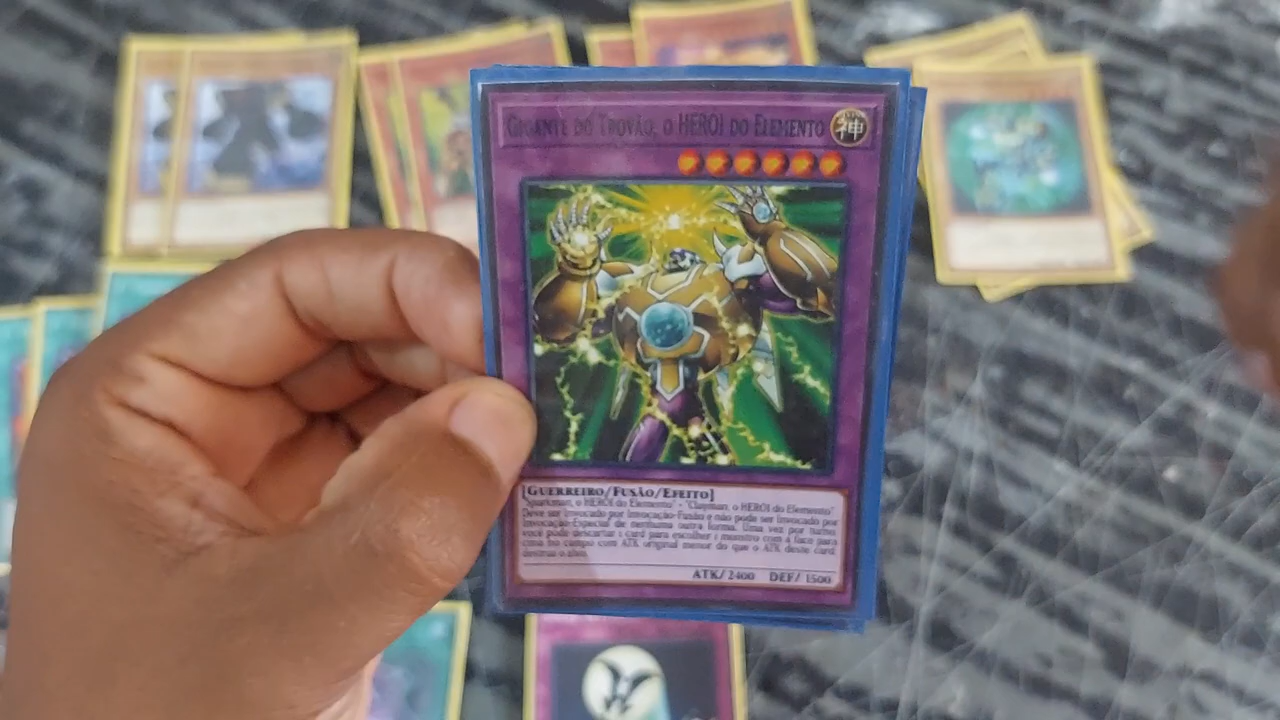 Gigante do Trovão, o HERÓI do Elemento
神
[Guerreiro/Fusão/Efeito]
"Sparkman, o HERÓI do Elemento" + "Clayman, o HERÓI do Elemento"
Deve ser Invocado por Invocação-Fusão e não pode ser Invocado por
Invocação-Especial de nenhuma outra forma. Uma vez por turno
você pode descartar 1 card para escolher 1 monstro com a face para
cima no campo com ATK original menor do que o ATK deste card
destrua o alvo.
ATK/2400 DEF/1500